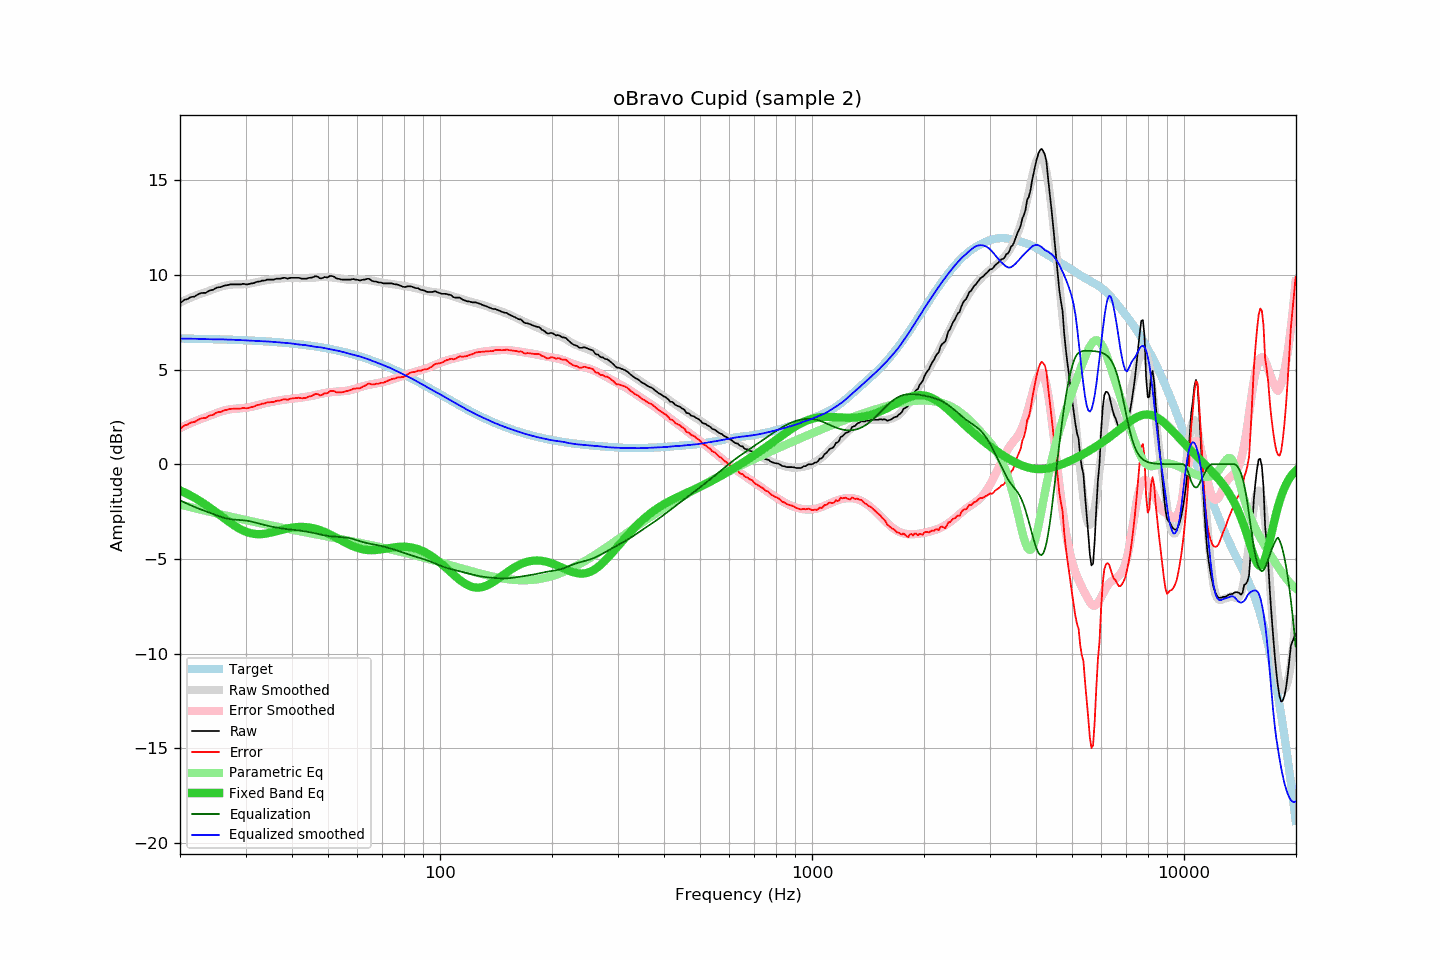 oBravo Cupid (sample 2)
15
10
5
0
−5
−10
−15
−20
Amplitude (dBr)
100
1000
10000
Frequency (Hz)
Target
Raw Smoothed
Error Smoothed
Raw
Error
Parametric Eq
Fixed Band Eq
Equalization
Equalized smoothed